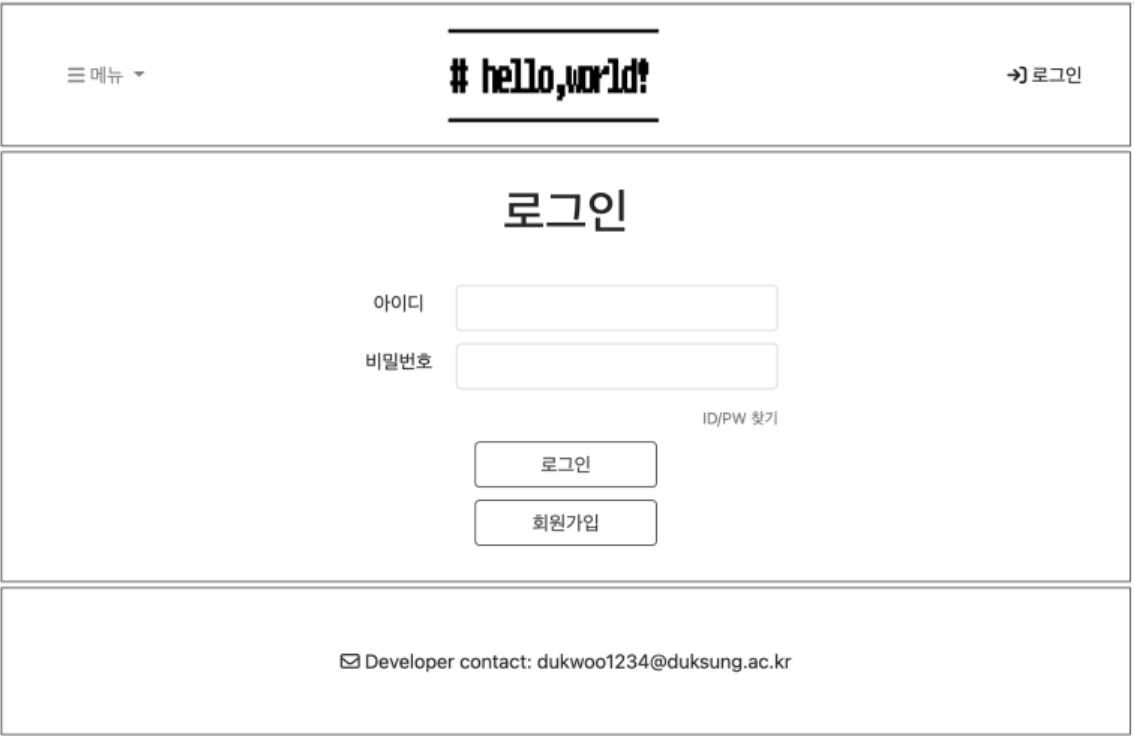 메뉴
# hello,world!
로그인
로그인
아이디
비밀번호
ID/PW 찾기
로그인
회원가입
Developer contact: dukwoo1234@duksung.ac.kr